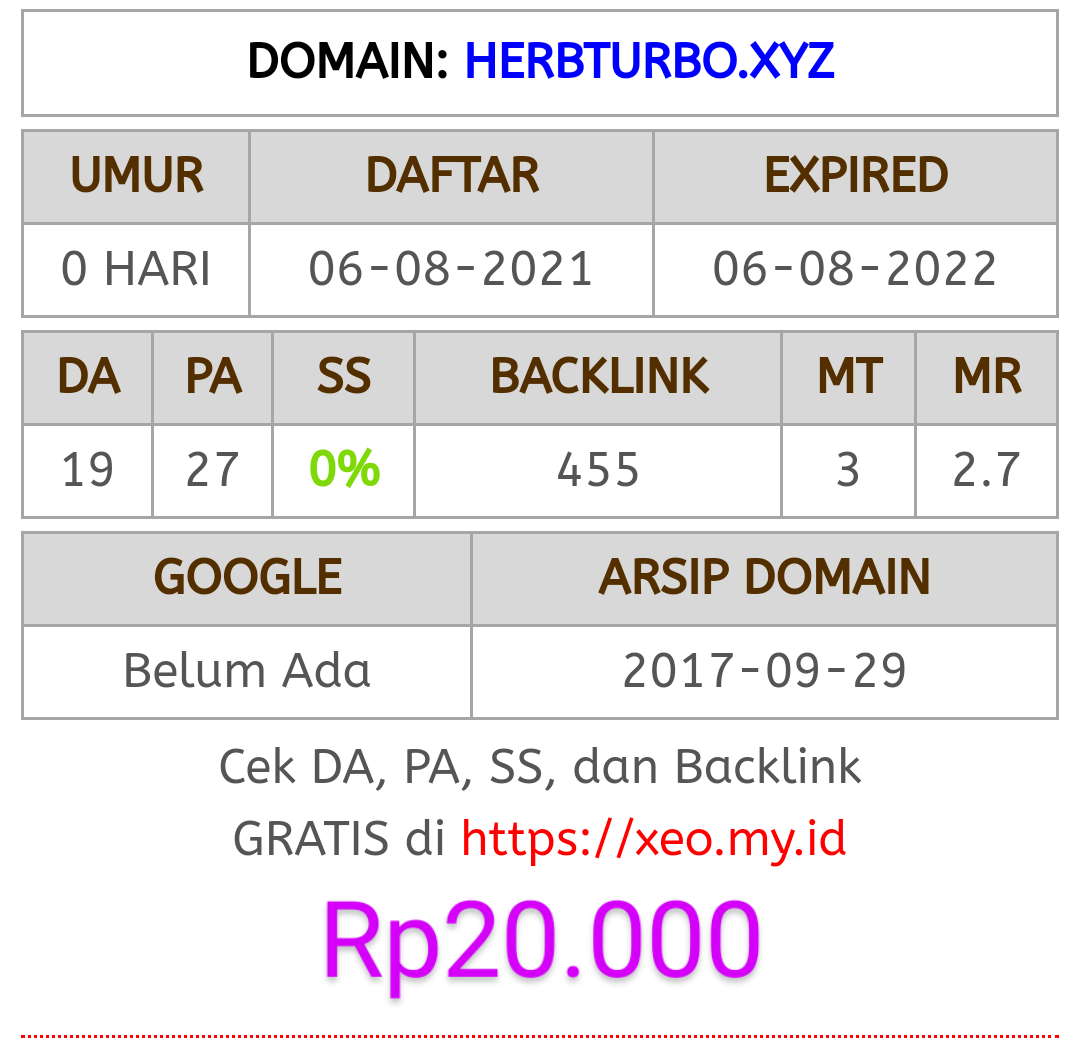 DOMAIN: HERBTURBO.XYZ
UMUR DAFTAR EXPIRED
0 HARI 06-08-2021 06-08-2022
DA PA SS BACKLINK MT MR
19 27 0% 455 3 2.7
GOOGLE ARSIP DOMAIN
Belum Ada 2017-09-29
Cek DA, PA, SS, dan Backlink
GRATIS di https://xeo.my.id
Rp20.000